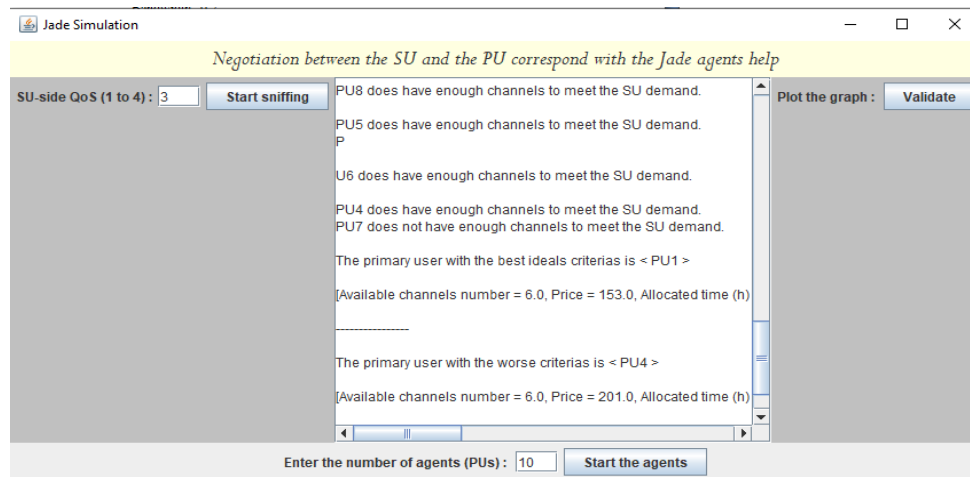 Jade Simulation
Negotiation between the SU and the PU correspond with the Jade agents help
SU-side QoS (1 to 4) : 3 Start sniffing
PU8 does have enough channels to meet the SU demand.
PU5 does have enough channels to meet the SU demand.
P
U6 does have enough channels to meet the SU demand.
PU4 does have enough channels to meet the SU demand.
PU7 does not have enough channels to meet the SU demand.
The primary user with the best ideals criterias is < PU1 >
[Available channels number = 6.0, Price = 153.0, Allocated time (h)
----------------
The primary user with the worse criterias is < PU4 >
[Available channels number = 6.0, Price = 201.0, Allocated time (h)
Plot the graph : Validate
Enter the number of agents (PUs) : 10 Start the agents